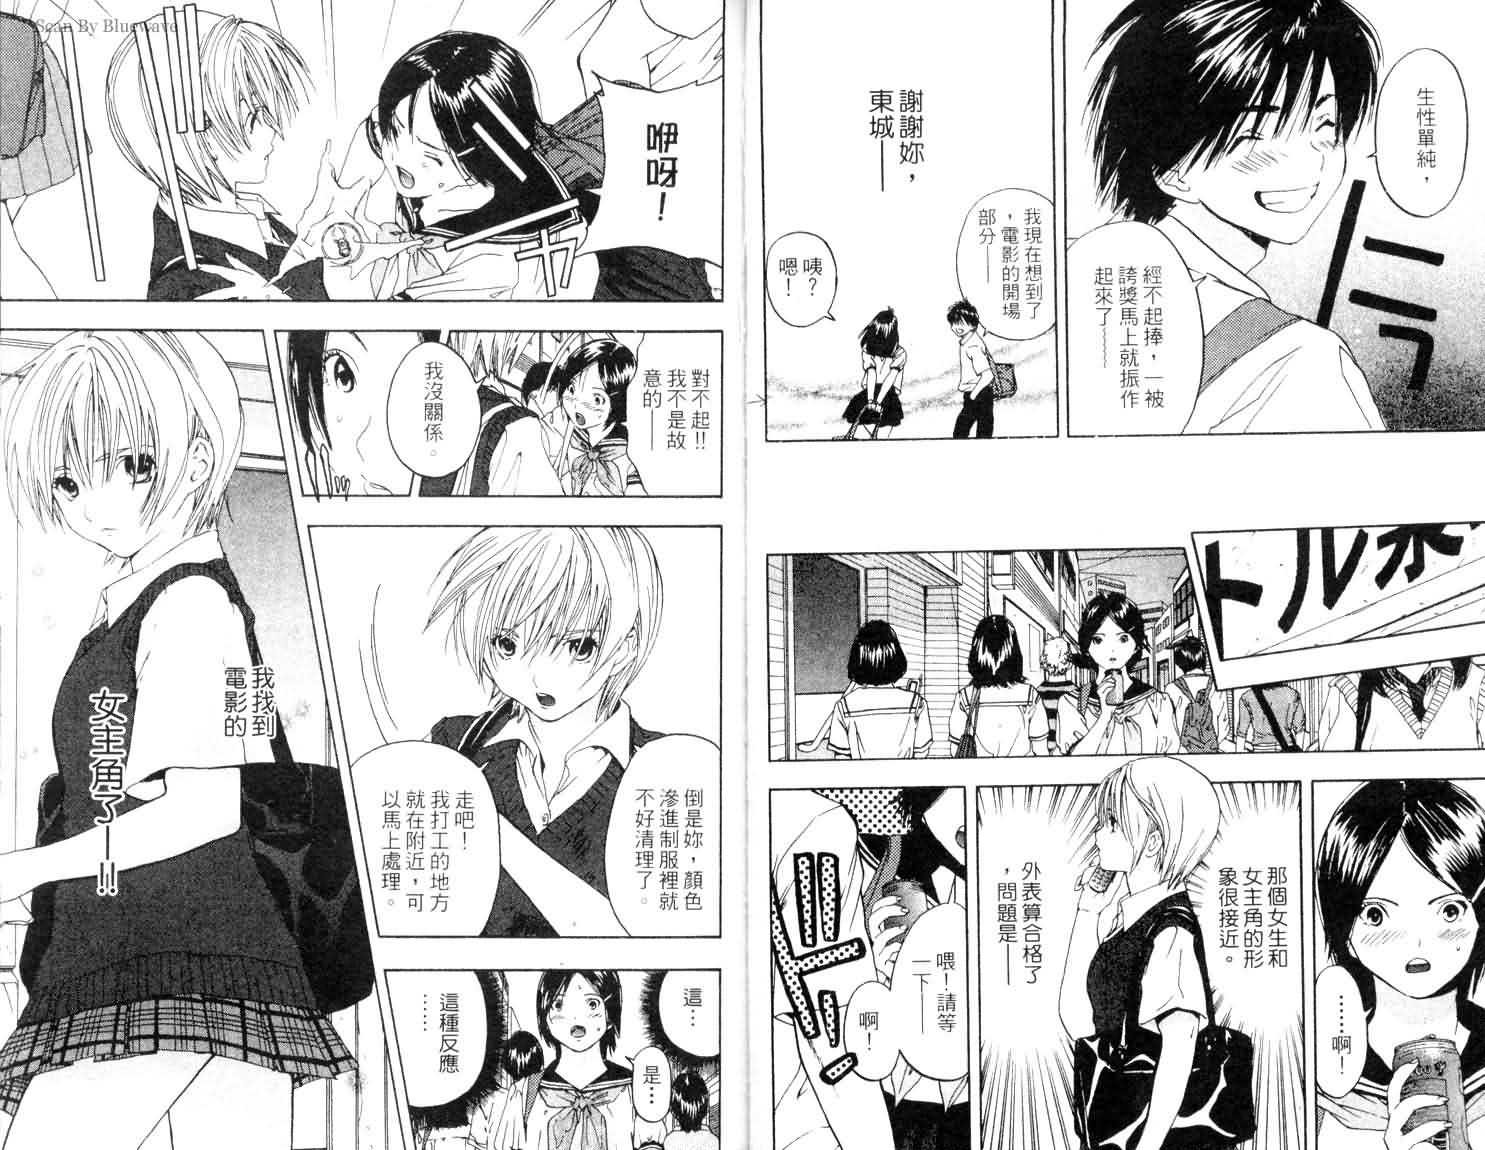 生性單純，
ニコ
經不起捧，一被
誇獎馬上就振作
起來了～～～
謝謝妳，
東城——
我現在想到了
，電影的開場
部分——
咦？
嗯！
トル
那個女生和
女主角的形
象很接近。
……啊！
外表算合格了
，問題是——
喂！請等
一下——
啊！
ドドー
Scan By Bluewave
咿呀！
カ
對不起!!
我不是故
意的——
我沒關係。
倒是妳，顏色
滲進制服裡就
不好清理了。
走吧！
我打工的地方
就在附近，可
以馬上處理。
我找到
電影的
女主角了——!!
這…
是…
這種反應
……